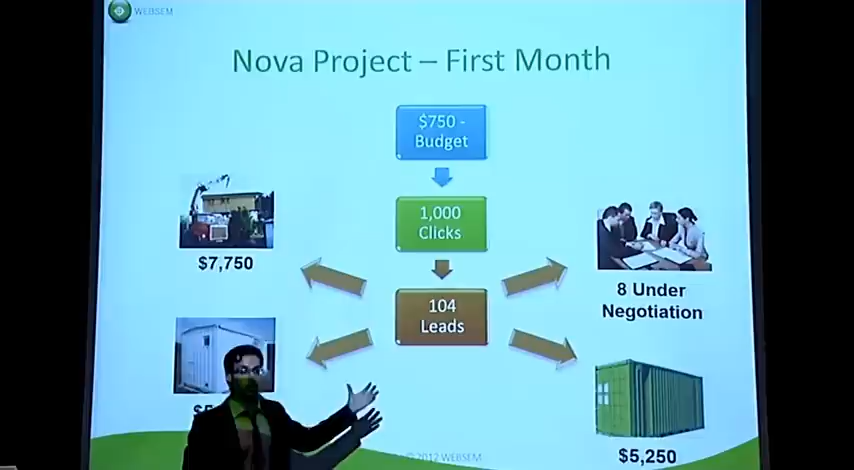 WEBSEM
Nova Project – First Month
$750 -
Budget
1,000
Clicks
$7,750
104
Leads
8 Under
Negotiation
$5,250
© 2012 WEBSEM